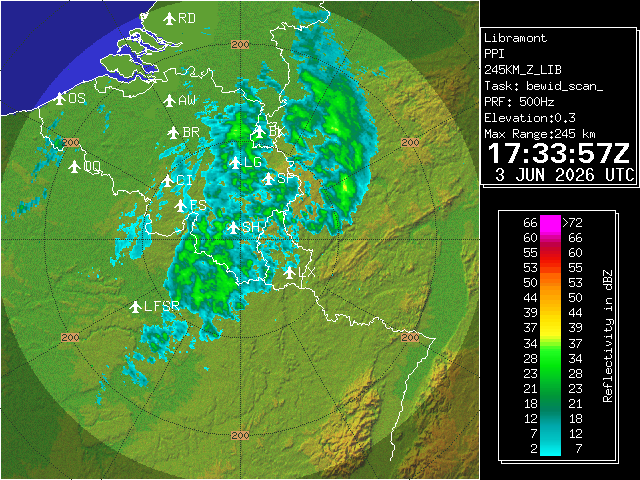 RD
200
OS
AW
BR
BK
200
200
QQ
LG
CI
SP
FS
SH
LX
LFSR
200
200
200
Libramont
PPI
245KM_Z_LIB
Task: bewid_scan_
PRF: 500Hz
Elevation:0.3
Max Range:245 km
17:33:57Z
3 JUN 2026 UTC
66 >72
60 66
55 60
53 55
50 53
44 50
39 44
37 39
34 37
28 34
23 28
21 23
18 21
12 18
7 12
2 7
Reflectivity in dBZ